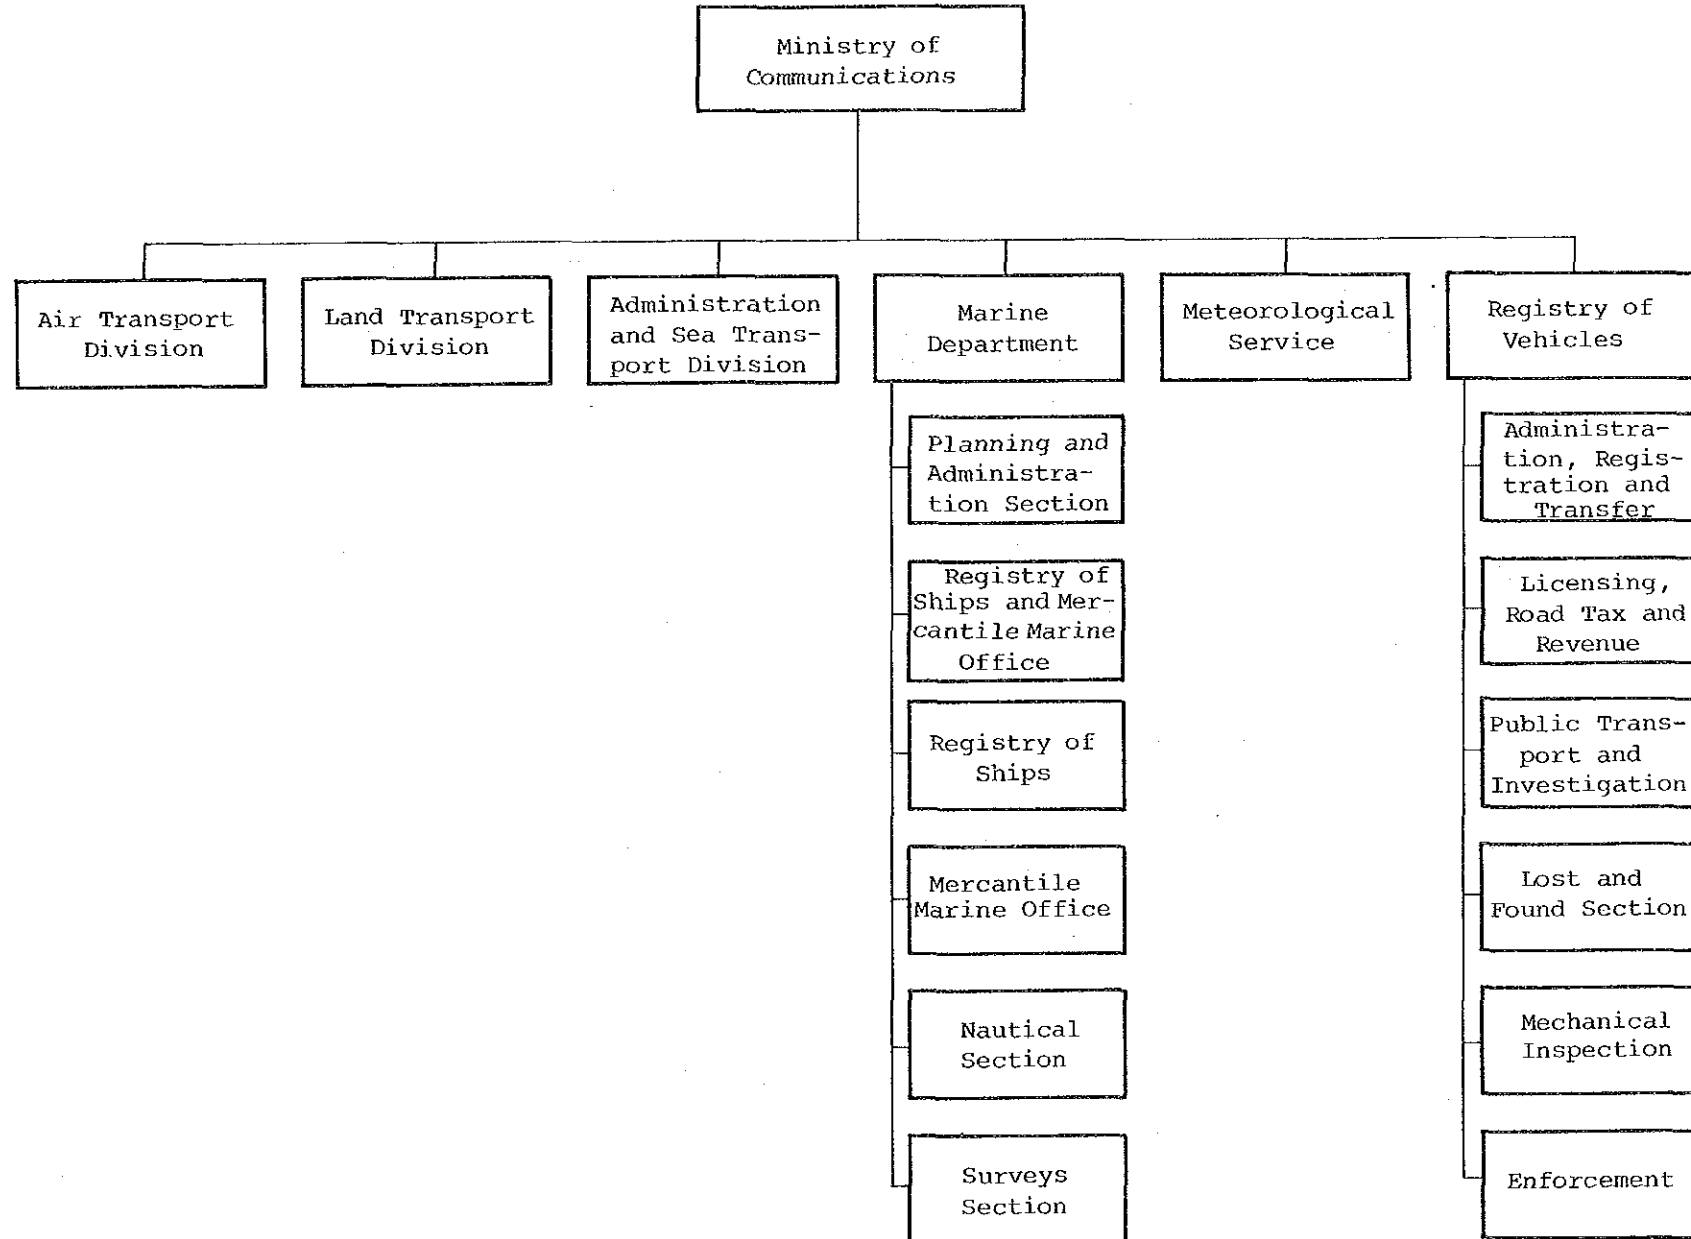 Ministry of
Communications
Air Transport
Division
Land Transport
Division
Administration
and Sea Trans-
port Division
Marine
Department
Meteorological
Service
Registry of
Vehicles
Planning and
Administra-
tion Section
Registry of
Ships and Mer-
cantile Marine
Office
Registry of
Ships
Mercantile
Marine Office
Nautical
Section
Surveys
Section
Administra-
tion, Regis-
tration and
Transfer
Licensing,
Road Tax and
Revenue
Public Trans-
port and
Investigation
Lost and
Found Section
Mechanical
Inspection
Enforcement